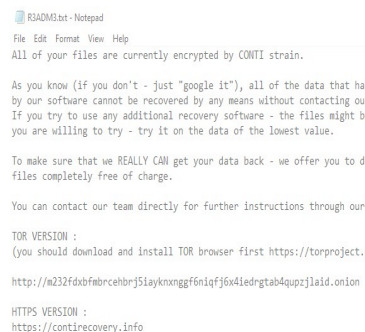 R3ADM3.txt - Notepad
File Edit Format View Help
All of your files are currently encrypted by CONTI strain.
As you know (if you don't - just "google it"), all of the data that ha
by our software cannot be recovered by any means without contacting ou
If you try to use any additional recovery software - the files might b
you are willing to try - try it on the data of the lowest value.
To make sure that we REALLY CAN get your data back - we offer you to d
files completely free of charge.
You can contact our team directly for further instructions through our
TOR VERSION :
(you should download and install TOR browser first https://torproject.
http://m232fdxbfmbrcehbrj5iayknxnggf6niqfj6x4iedrgtab4qupzjlaid.onion
HTTPS VERSION :
https://contirecovery.info